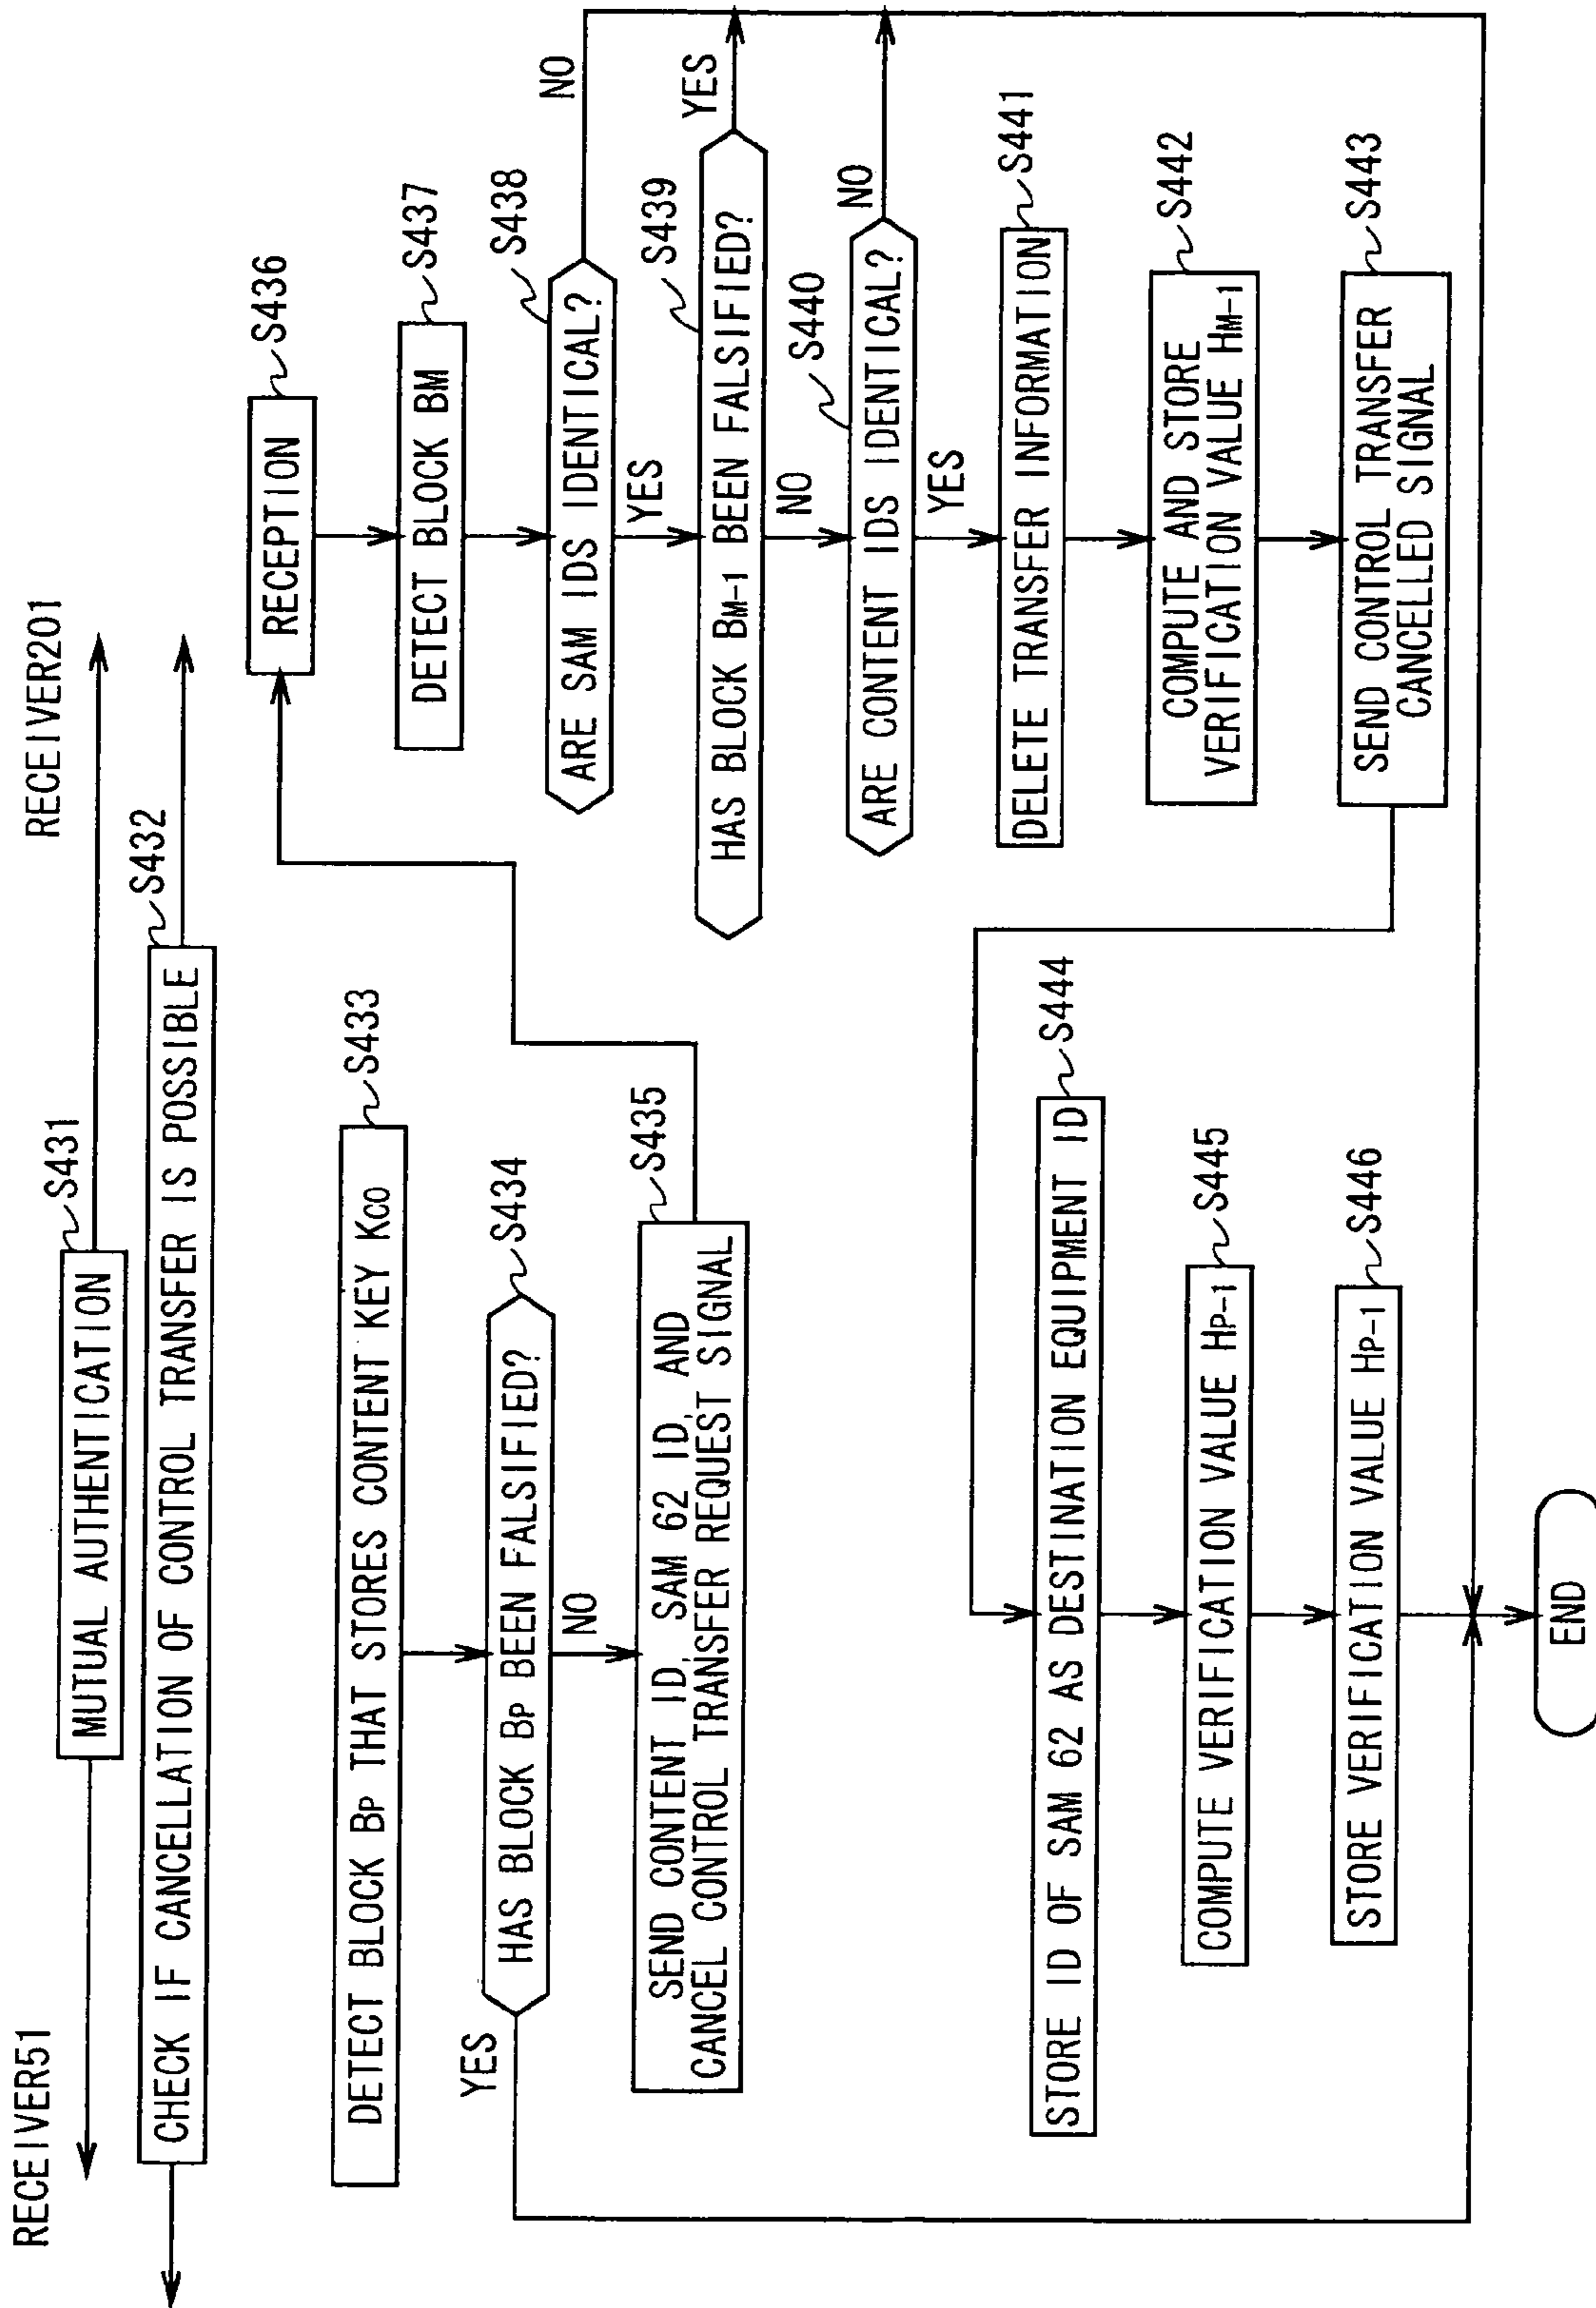 RECEIVER51
RECEIVER201
MUTUAL AUTHENTICATION
S431
CHECK IF CANCELLATION OF CONTROL TRANSFER IS POSSIBLE
S432
DETECT BLOCK BP THAT STORES CONTENT KEY KCO
S433
HAS BLOCK BP BEEN FALSIFIED?
S434
YES
NO
SEND CONTENT ID, SAM 62 ID, AND
CANCEL CONTROL TRANSFER REQUEST SIGNAL
S435
RECEPTION
S436
DETECT BLOCK BM
S437
ARE SAM IDS IDENTICAL?
S438
NO
YES
HAS BLOCK BM-1 BEEN FALSIFIED?
S439
YES
NO
ARE CONTENT IDS IDENTICAL?
S440
NO
YES
DELETE TRANSFER INFORMATION
S441
COMPUTE AND STORE
VERIFICATION VALUE HM-1
S442
SEND CONTROL TRANSFER
CANCELLED SIGNAL
S443
STORE ID OF SAM 62 AS DESTINATION EQUIPMENT ID
S444
COMPUTE VERIFICATION VALUE HP-1
S445
STORE VERIFICATION VALUE HP-1
S446
END